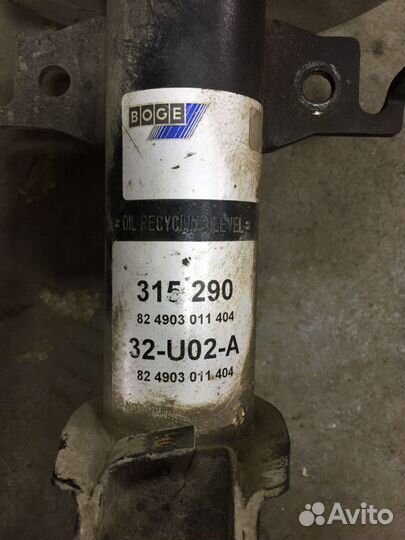 BOGE
OIL RECYCLING LEVEL
315 290
82 4903 011 404
32-U02-A
82 4903 011 404
Avito